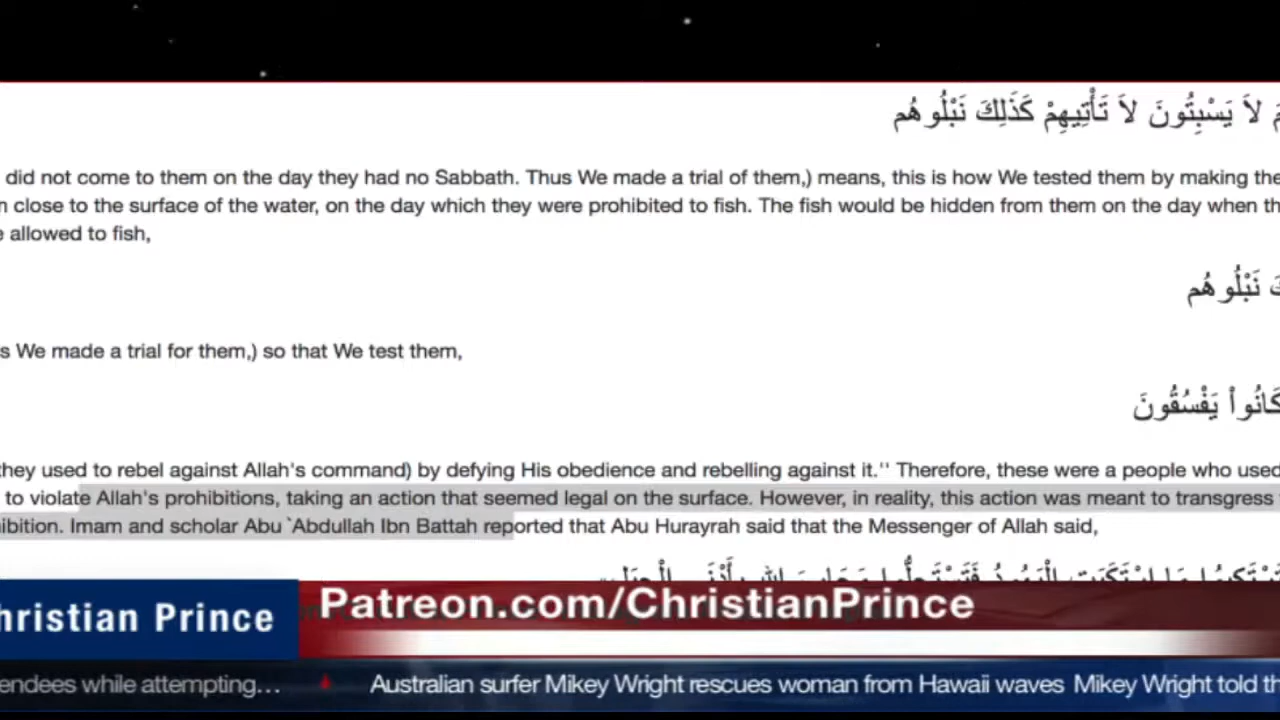 لاَ يَسْبِتُونَ لاَ تَأْتِيهِمْ كَذَلِكَ نَبْلُوهُم
did not come to them on the day they had no Sabbath. Thus We made a trial of them,) means, this is how We tested them by making the
n close to the surface of the water, on the day which they were prohibited to fish. The fish would be hidden from them on the day when th
e allowed to fish,
نَبْلُوهُم
s We made a trial for them,) so that We test them,
كَانُواْ يَفْسُقُونَ
they used to rebel against Allah's command) by defying His obedience and rebelling against it.'' Therefore, these were a people who used
to violate Allah's prohibitions, taking an action that seemed legal on the surface. However, in reality, this action was meant to transgress
ibition. Imam and scholar Abu `Abdullah Ibn Battah reported that Abu Hurayrah said that the Messenger of Allah said,
hristian Prince
Patreon.com/ChristianPrince
endees while attempting... Australian surfer Mikey Wright rescues woman from Hawaii waves Mikey Wright told th